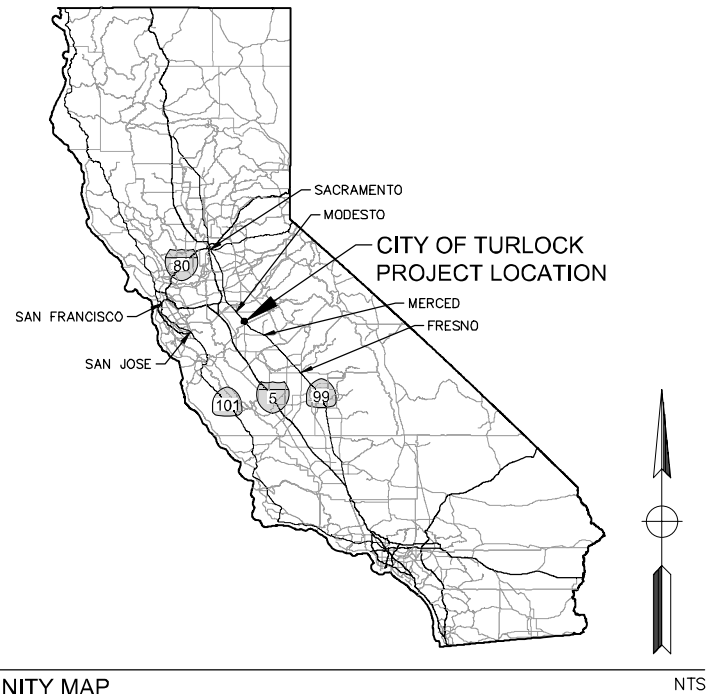 SACRAMENTO
MODESTO
CITY OF TURLOCK
PROJECT LOCATION
80
MERCED
SAN FRANCISCO
FRESNO
SAN JOSE
101
5
99
NITY MAP
NTS